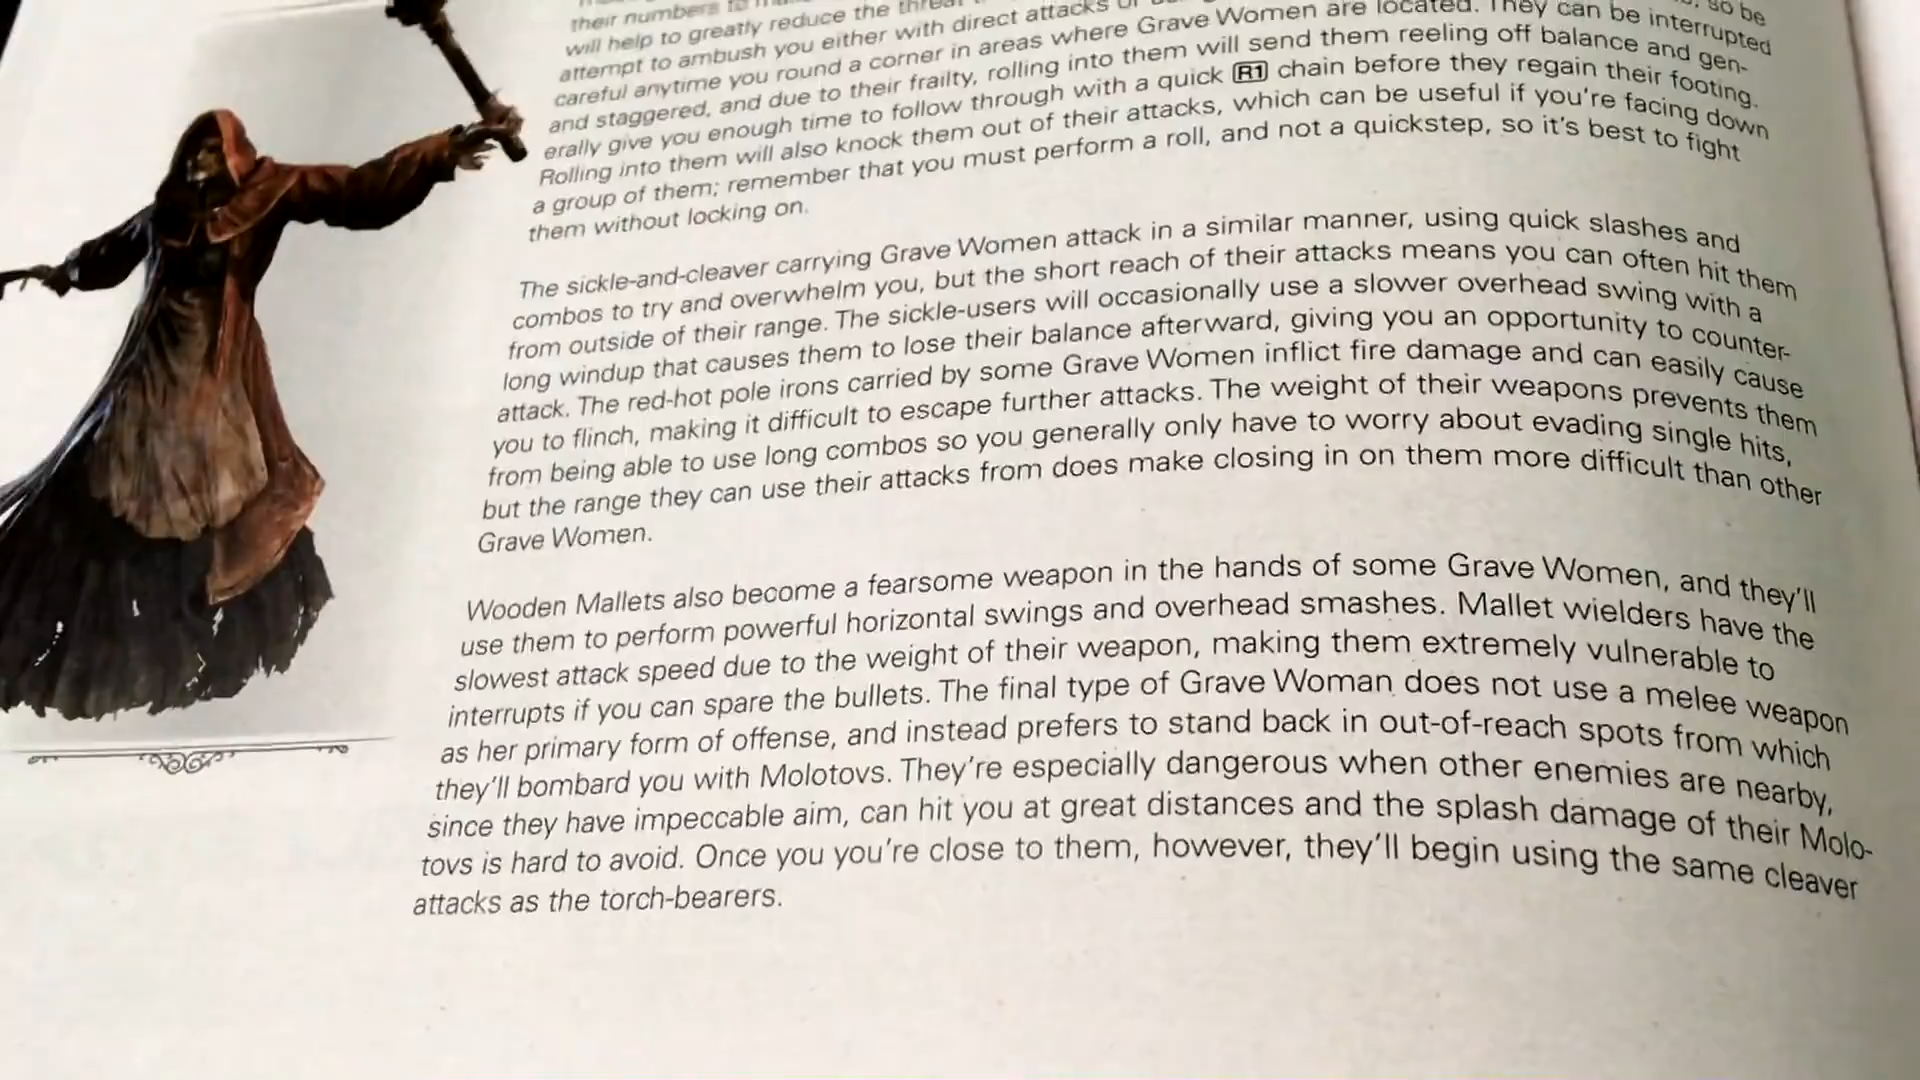 their numbers to
will help to greatly reduce the threat
attempt to ambush you either with direct attacks or
so be
careful anytime you round a corner in areas where Grave Women are located. They can be interrupted
and staggered, and due to their frailty, rolling into them will send them reeling off balance and gen-
erally give you enough time to follow through with a quick R1 chain before they regain their footing.
Rolling into them will also knock them out of their attacks, which can be useful if you're facing down
a group of them; remember that you must perform a roll, and not a quickstep, so it's best to fight
them without locking on.
The sickle-and-cleaver carrying Grave Women attack in a similar manner, using quick slashes and
combos to try and overwhelm you, but the short reach of their attacks means you can often hit them
from outside of their range. The sickle-users will occasionally use a slower overhead swing with a
long windup that causes them to lose their balance afterward, giving you an opportunity to counter-
attack. The red-hot pole irons carried by some Grave Women inflict fire damage and can easily cause
you to flinch, making it difficult to escape further attacks. The weight of their weapons prevents them
from being able to use long combos so you generally only have to worry about evading single hits,
but the range they can use their attacks from does make closing in on them more difficult than other
Grave Women.
Wooden Mallets also become a fearsome weapon in the hands of some Grave Women, and they'll
use them to perform powerful horizontal swings and overhead smashes. Mallet wielders have the
slowest attack speed due to the weight of their weapon, making them extremely vulnerable to
interrupts if you can spare the bullets. The final type of Grave Woman does not use a melee weapon
as her primary form of offense, and instead prefers to stand back in out-of-reach spots from which
they'll bombard you with Molotovs. They're especially dangerous when other enemies are nearby,
since they have impeccable aim, can hit you at great distances and the splash damage of their Molo-
tovs is hard to avoid. Once you you're close to them, however, they'll begin using the same cleaver
attacks as the torch-bearers.